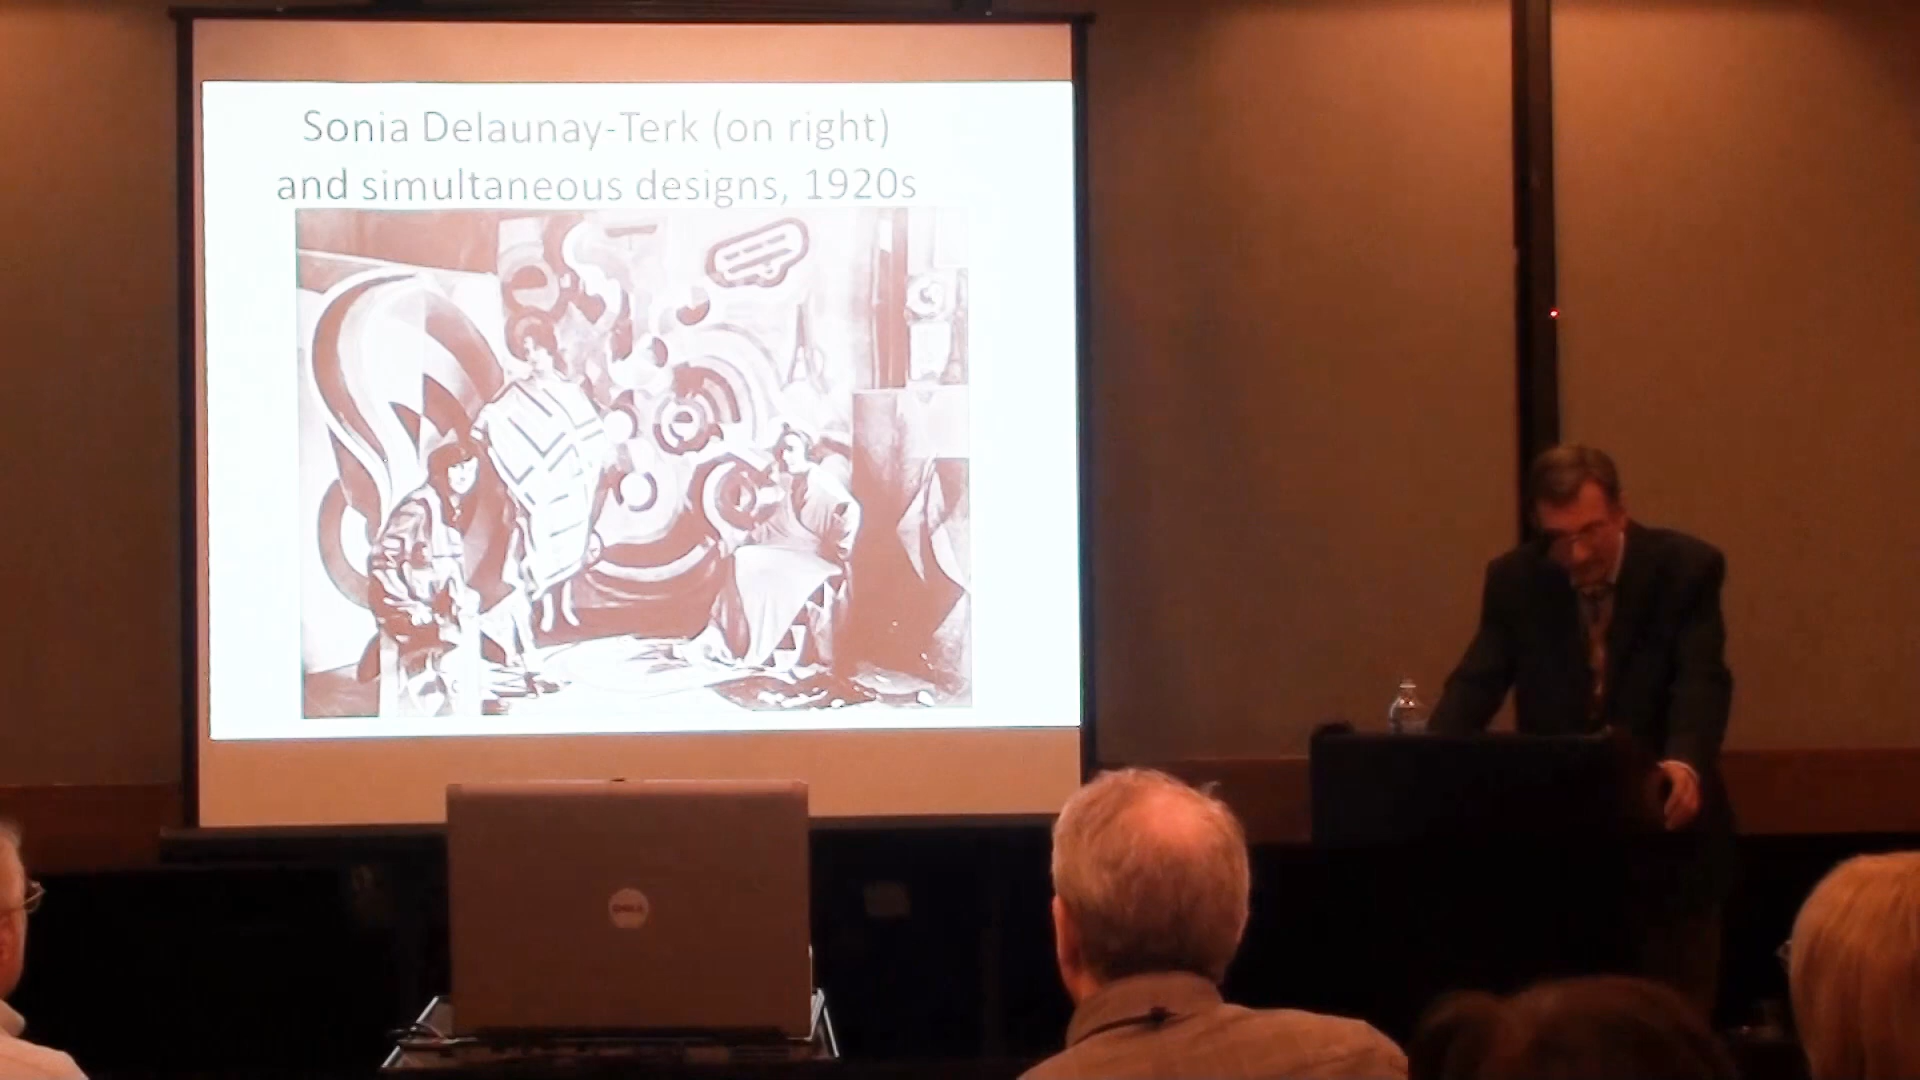 Sonia Delaunay-Terk (on right)
and simultaneous designs, 1920s
DELL